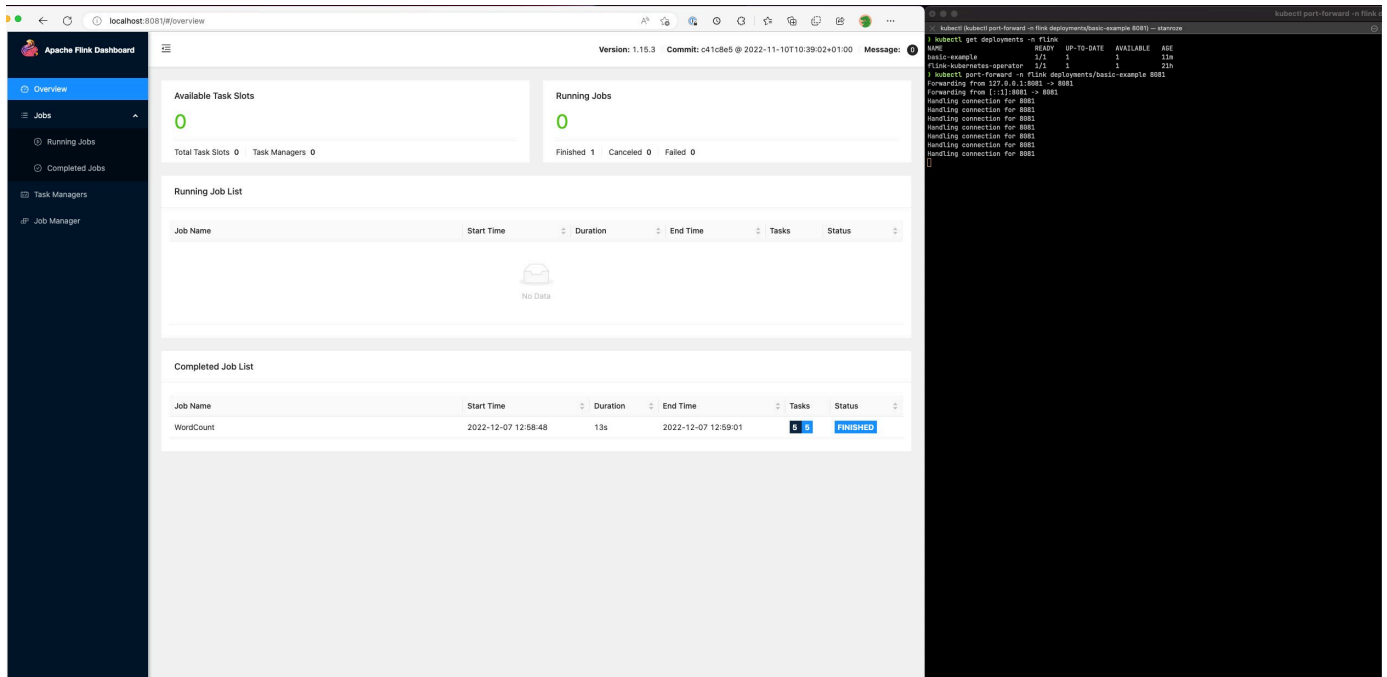 localhost:8081/#/overview
Apache Flink Dashboard
Version: 1.15.3 Commit: c41c8e5 @ 2022-11-10T10:39:02+01:00 Message: 0
Overview
Jobs
Running Jobs
Completed Jobs
Task Managers
Job Manager
Available Task Slots
0
Total Task Slots 0 Task Managers 0
Running Jobs
0
Finished 1 Canceled 0 Failed 0
Running Job List
Job Name Start Time Duration End Time Tasks Status
No Data
Completed Job List
Job Name Start Time Duration End Time Tasks Status
WordCount 2022-12-07 12:58:48 13s 2022-12-07 12:59:01 5 5 FINISHED
kubectl port-forward -n flink d
kubectl (kubectl port-forward -n flink deployments/basic-example 8081) — stanroze
) kubectl get deployments -n flink
NAME READY UP-TO-DATE AVAILABLE AGE
basic-example 1/1 1 1 11m
flink-kubernetes-operator 1/1 1 1 21h
) kubectl port-forward -n flink deployments/basic-example 8081
Forwarding from 127.0.0.1:8081 -> 8081
Forwarding from [::1]:8081 -> 8081
Handling connection for 8081
Handling connection for 8081
Handling connection for 8081
Handling connection for 8081
Handling connection for 8081
Handling connection for 8081
Handling connection for 8081